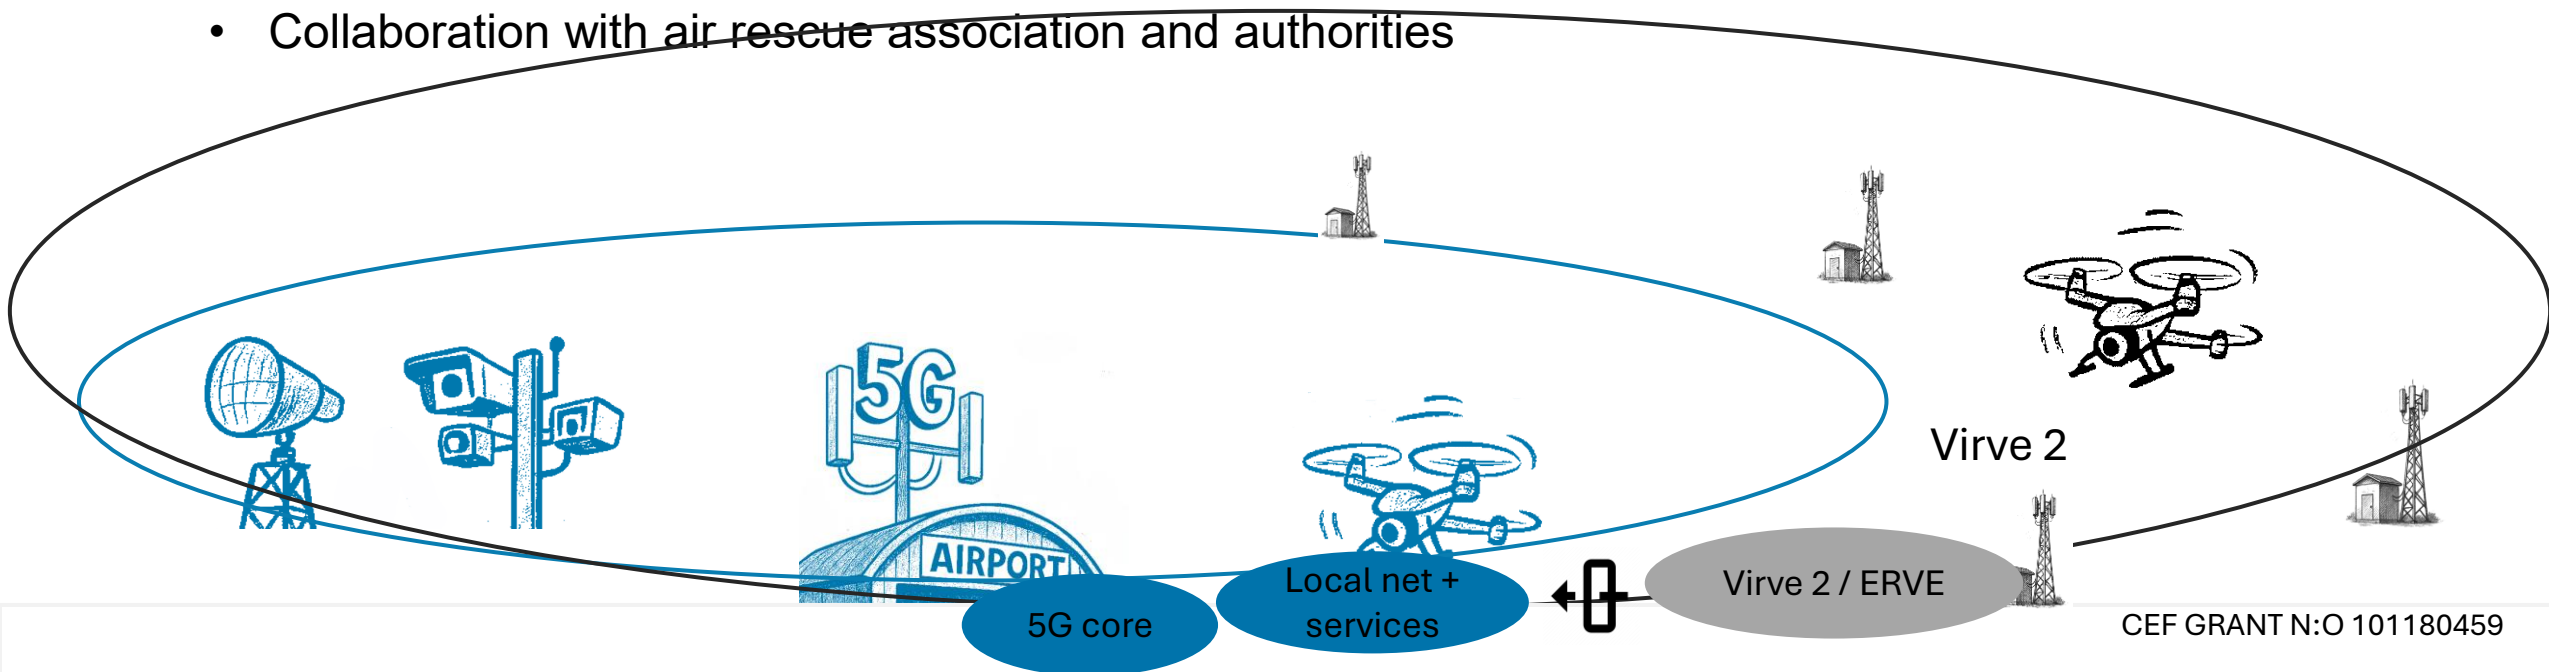 • Collaboration with air rescue association and authorities
5G
Virve 2
AIRPORT
Local net +
services
Virve 2 / ERVE
5G core
CEF GRANT N:O 101180459